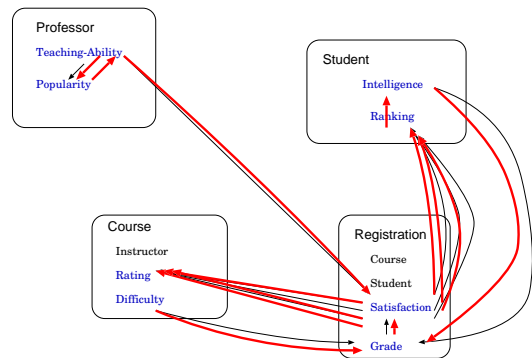 Professor
Teaching-Ability
Popularity
Student
Intelligence
Ranking
Course
Instructor
Rating
Difficulty
Registration
Course
Student
Satisfaction
Grade